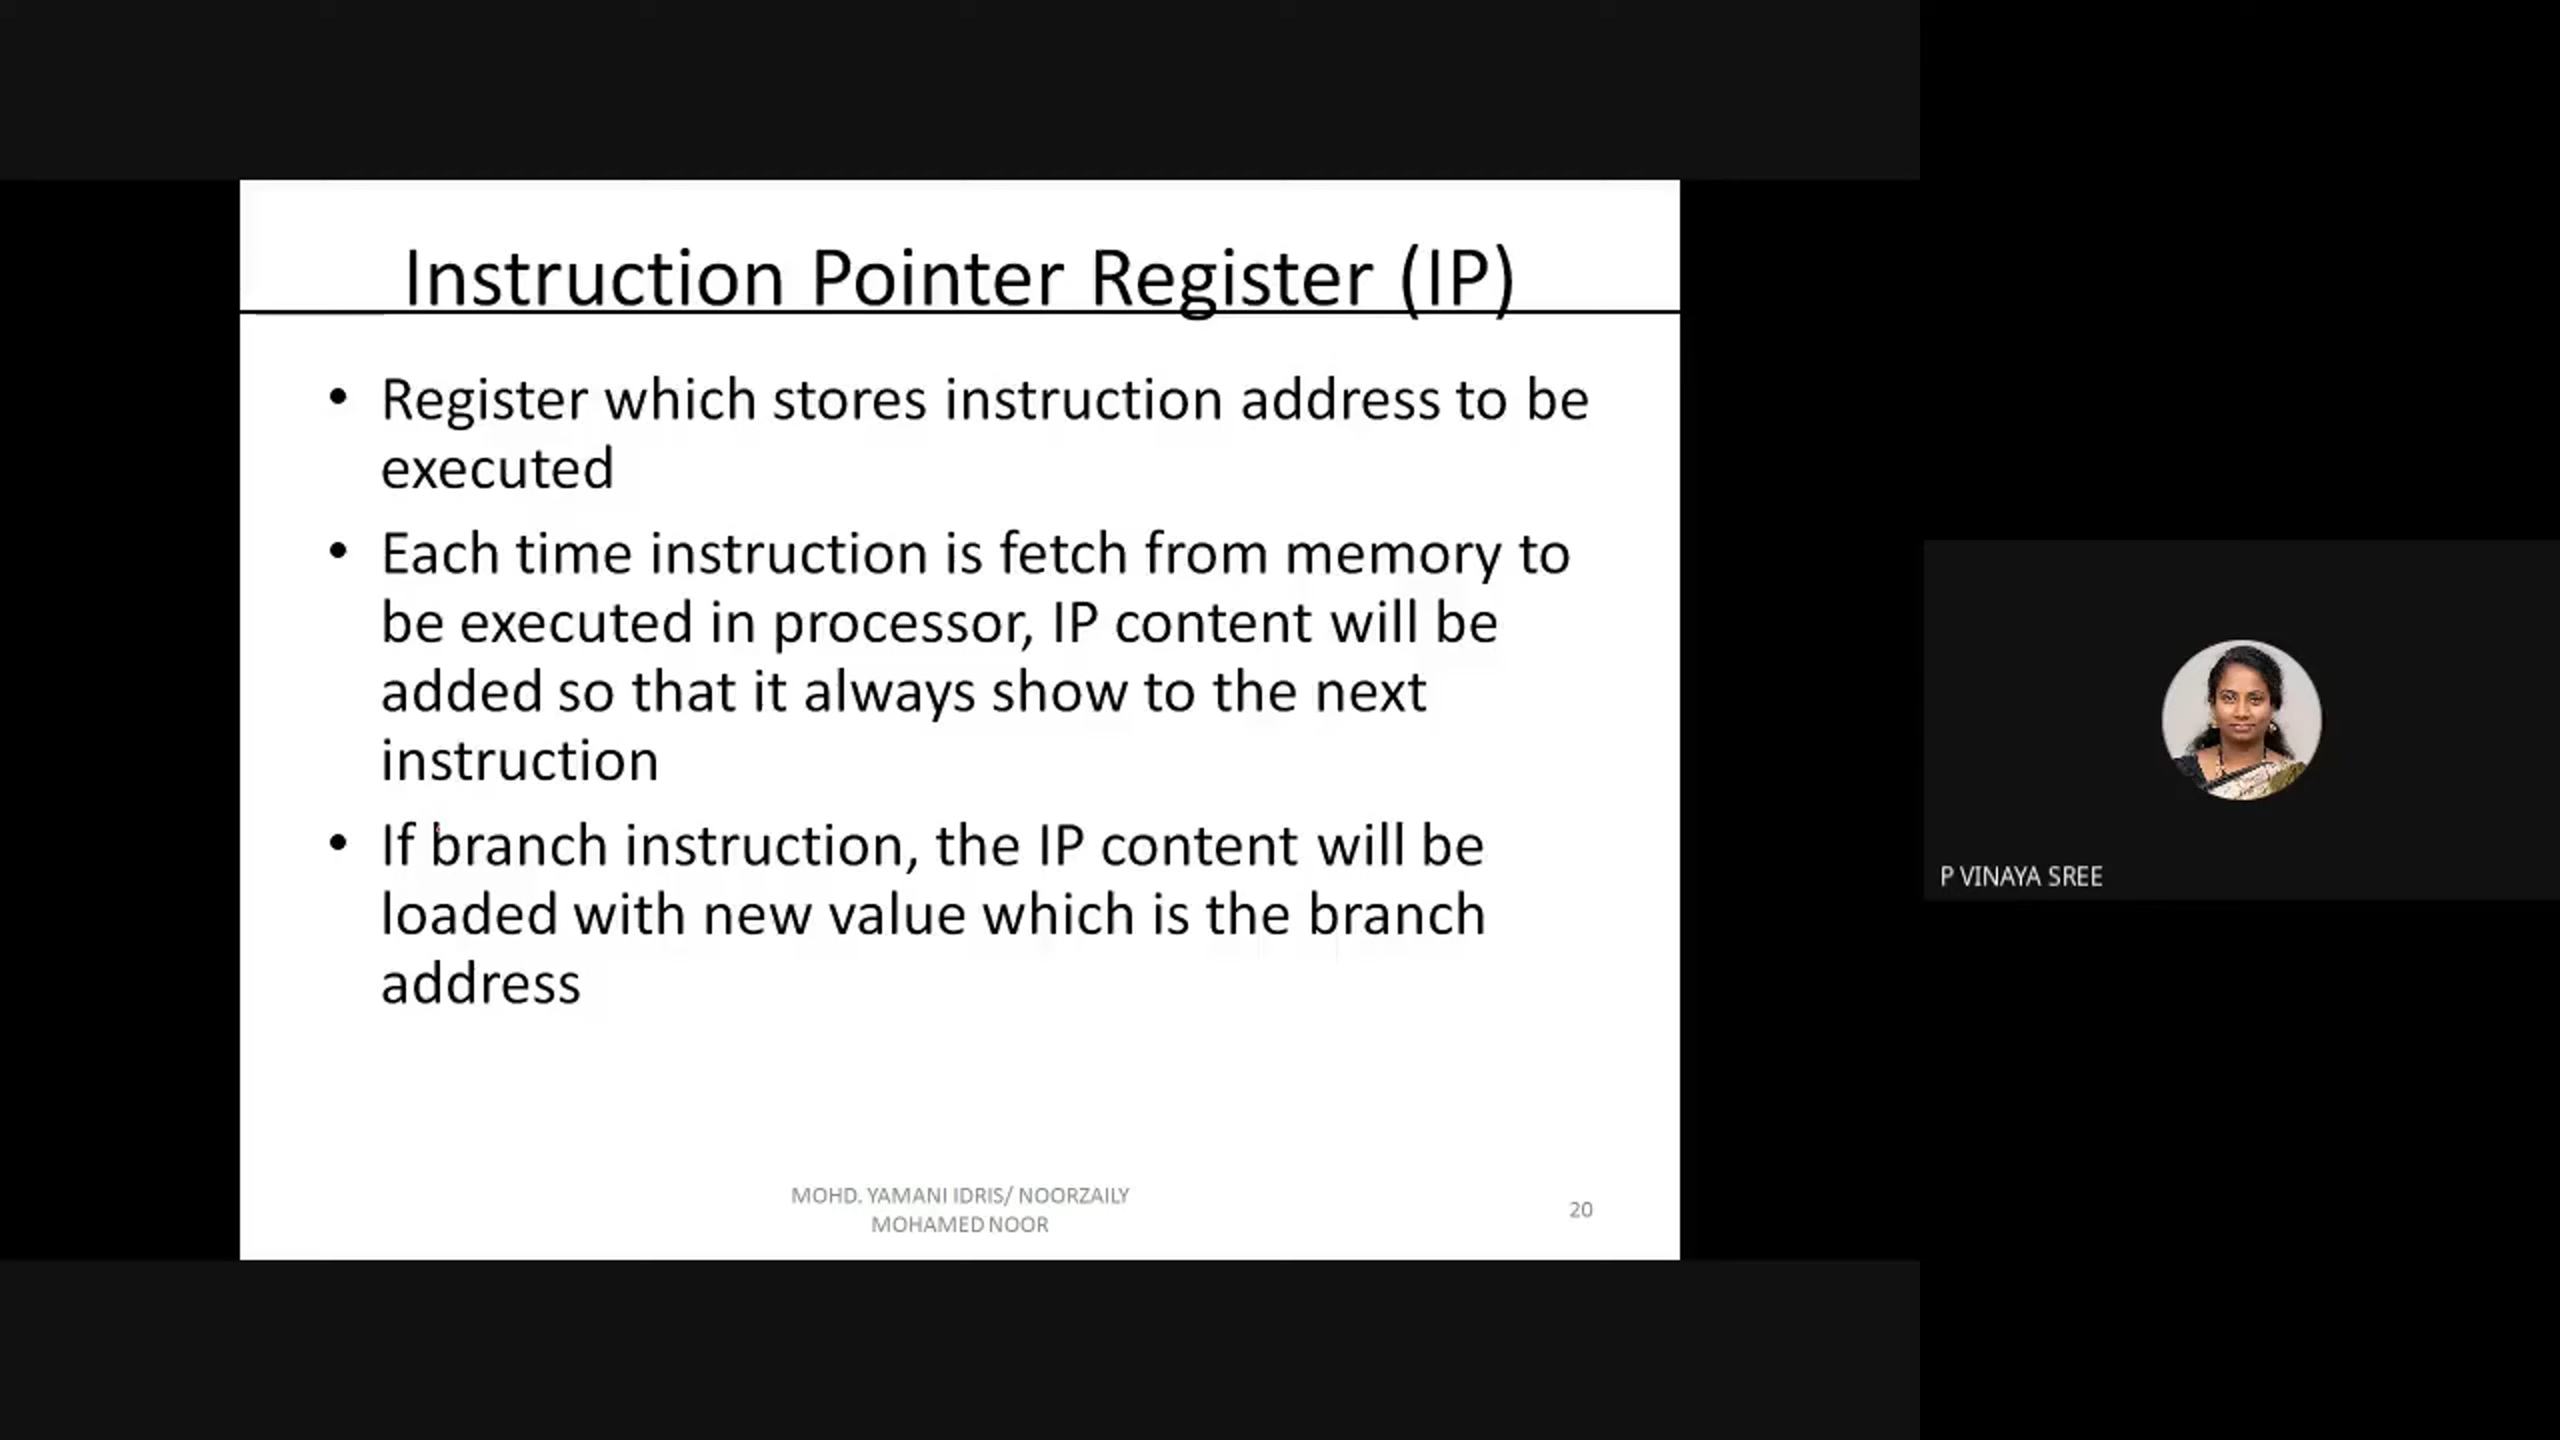 Instruction Pointer Register (IP)
• Register which stores instruction address to be
executed
• Each time instruction is fetch from memory to
be executed in processor, IP content will be
added so that it always show to the next
instruction
• If branch instruction, the IP content will be
loaded with new value which is the branch
address
MOHD. YAMANI IDRIS/ NOORZAILY
MOHAMED NOOR
20
P VINAYA SREE